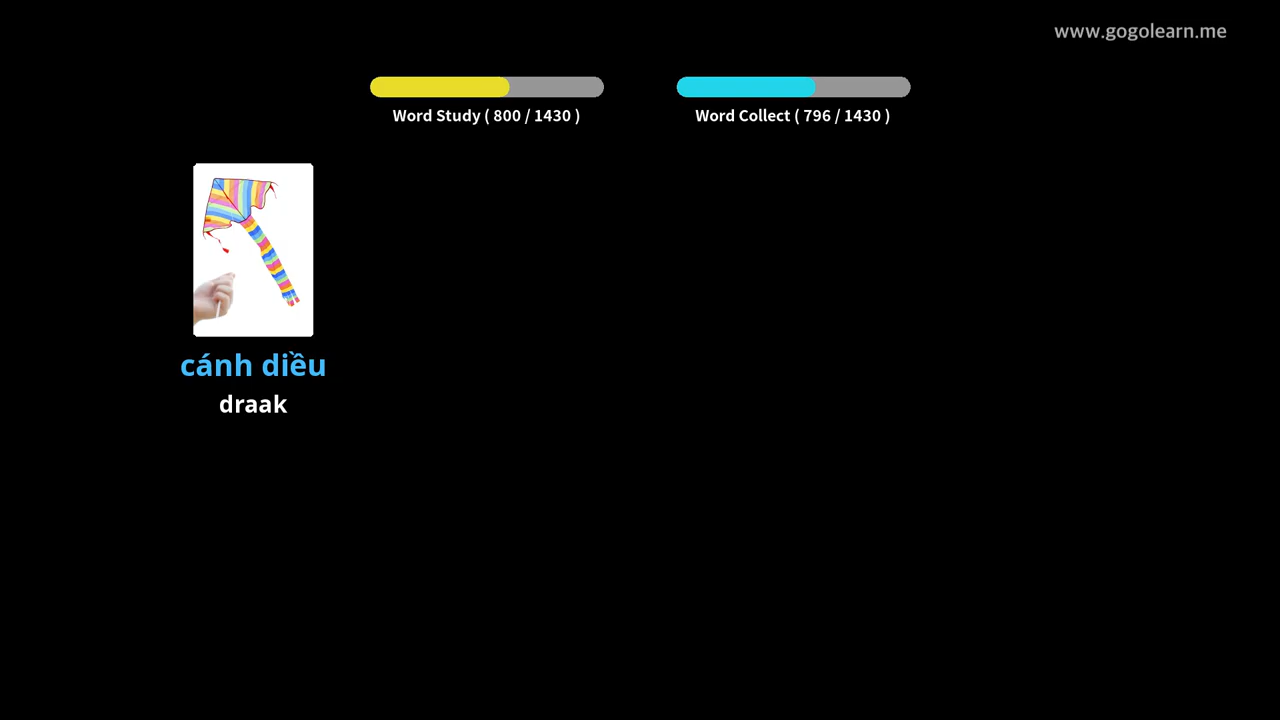 www.gogolearn.me
Word Study ( 800 / 1430 )
Word Collect ( 796 / 1430 )
cánh diều
draak